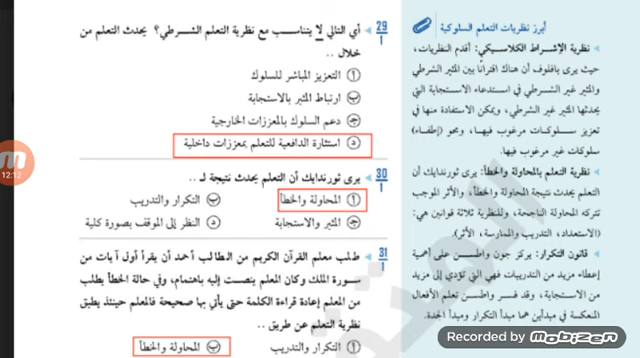 أبرز نظريات التعلم السلوكية
نظرية الإشراط الكلاسيكي: أقدم النظريات،
حيث يرى بافلوف أن هناك اقترانًا بين المثير الشرطي
والمثير غير الشرطي في استدعاء الاستجابة التي
يحدثها المثير غير الشرطي، ويمكن الاستفادة منها في
تعزيز سلوكيات مرغوب فيها، ومحو (إطفاء)
سلوكيات غير مرغوب فيها.
نظرية التعلم بالمحاولة والخطأ: يرى ثورندايك أن
التعلم يحدث نتيجة المحاولة والخطأ، والأثر الموجب
تتركه المحاولة الناجحة، وللنظرية ثلاثة قوانين هي:
(الاستعداد، التدريب والممارسة، الأثر).
قانون التكرار: يركز جون واطسن على أهمية
إعطاء مزيد من التدريبات فهي التي تؤدي إلى مزيد
من الاستجابة، وقد فسر واطسن تعلم الأفعال
المنعكسة في مبدأين هما مبدأ التكرار ومبدأ الحدة.
29
1
أي التالي لا يتناسب مع نظرية التعلم الشرطي؟ يحدث التعلم من
خلال ..
أ التعزيز المباشر للسلوك
ب ارتباط المثير بالاستجابة
ج دعم السلوك بالمعززات الخارجية
د استثارة الدافعية للتعلم بمعززات داخلية
30
1
يرى ثورندايك أن التعلم يحدث نتيجة لـ ..
أ المحاولة والخطأ ب التكرار والتدريب
ج المثير والاستجابة د النظر إلى الموقف بصورة كلية
31
1
طلب معلم القرآن الكريم من الطالب أحمد أن يقرأ أول آيات من
سورة الملك وكان المعلم ينصت إليه باهتمام، وفي حالة الخطأ يطلب
من المعلم إعادة قراءة الكلمة حتى يأتي بها صحيحة فالمعلم حينئذ يطبق
نظرية التعلم عن طريق ..
أ التكرار والتدريب ب المحاولة والخطأ
12:12
Recorded by Mobizen